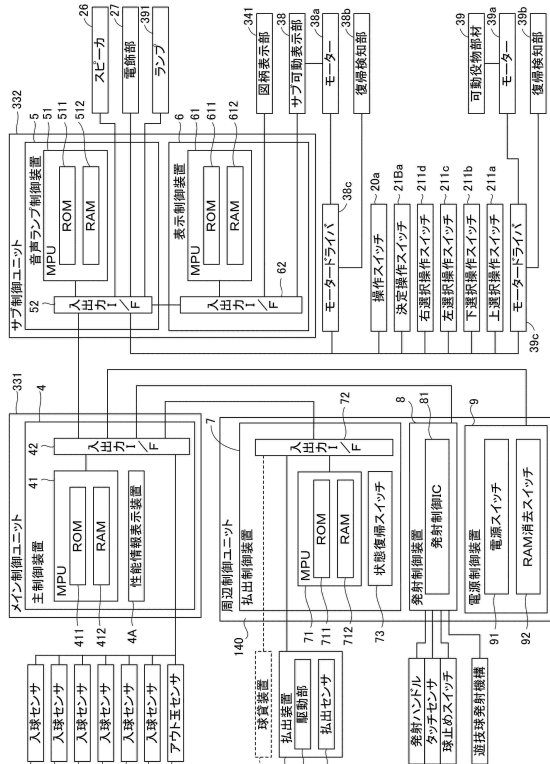 332
サブ制御ユニット
5
音声ランプ制御装置
51
MPU
511
ROM
512
RAM
52
入出力I/F
6
表示制御装置
61
MPU
611
ROM
612
RAM
62
入出力I/F
26
スピーカ
27
電飾部
391
ランプ
341
図柄表示部
38
サブ可動表示部
38a
モーター
38b
復帰検知部
38c
モータードライバ
39
可動役物部材
39a
モーター
39b
復帰検知部
20a
操作スイッチ
21Ba
決定操作スイッチ
211d
右選択操作スイッチ
211c
左選択操作スイッチ
211b
下選択操作スイッチ
211a
上選択操作スイッチ
モータードライバ
39c
331
メイン制御ユニット
4
主制御装置
41
MPU
411
ROM
412
RAM
42
入出力I/F
4A
性能情報表示装置
入球センサ
入球センサ
入球センサ
入球センサ
入球センサ
入球センサ
アウト玉センサ
周辺制御ユニット
140
7
払出制御装置
72
入出力I/F
71
MPU
711
ROM
712
RAM
73
状態復帰スイッチ
8
発射制御装置
81
発射制御IC
9
電源制御装置
91
電源スイッチ
92
RAM消去スイッチ
球貸装置
払出装置
駆動部
払出センサ
発射ハンドル
タッチセンサ
球止めスイッチ
遊技球発射機構